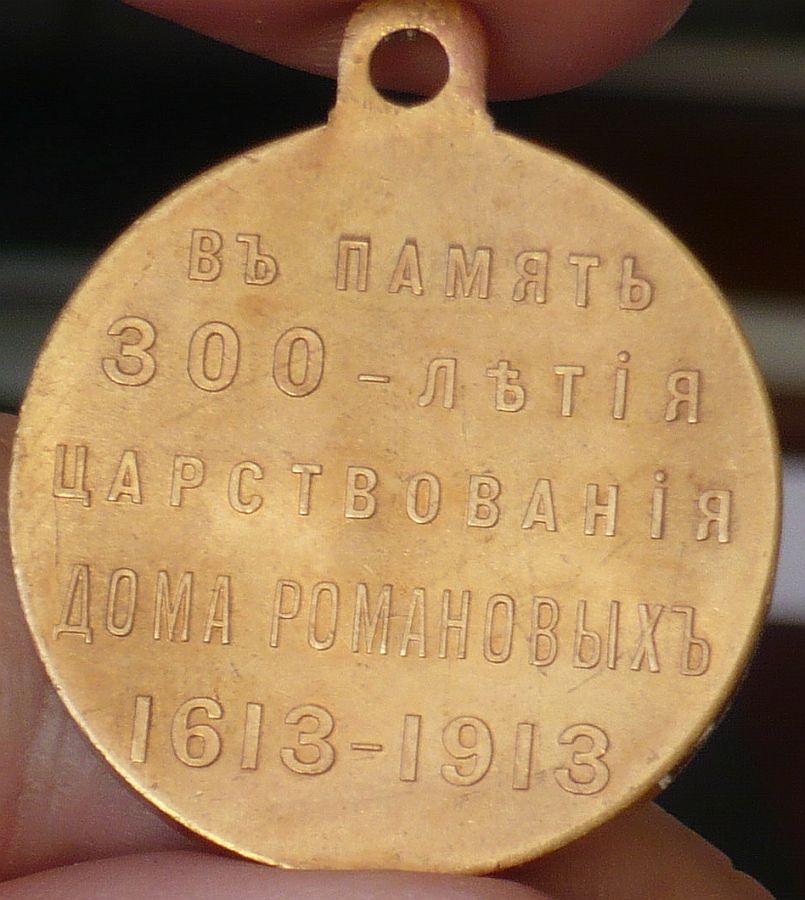 ВЪ ПАМЯТЬ
300-ЛѢТІЯ
ЦАРСТВОВАНІЯ
ДОМА РОМАНОВЫХЪ
1613-1913